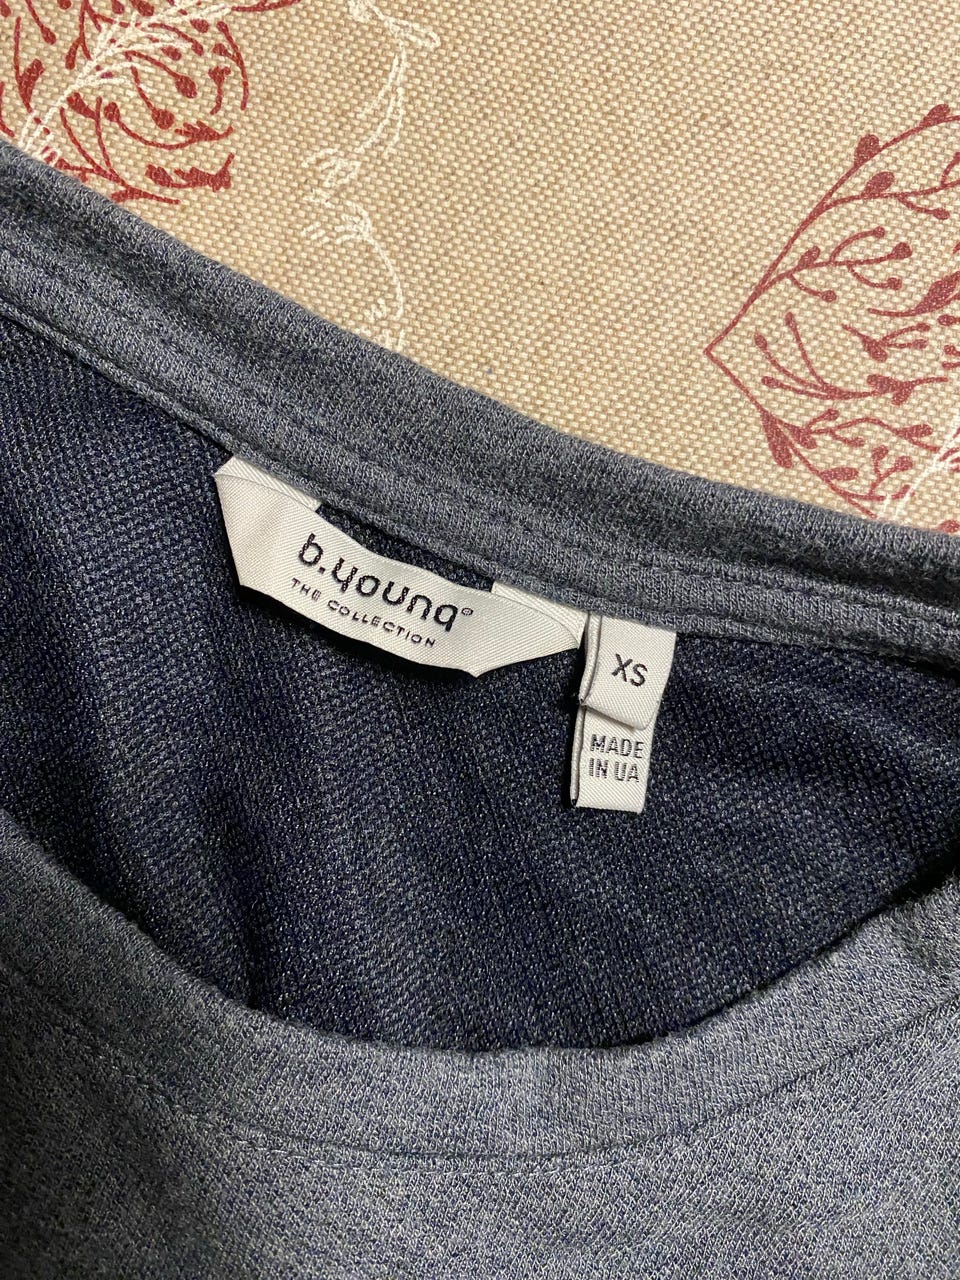 b.young®
THE COLLECTION
XS
MADE
IN UA